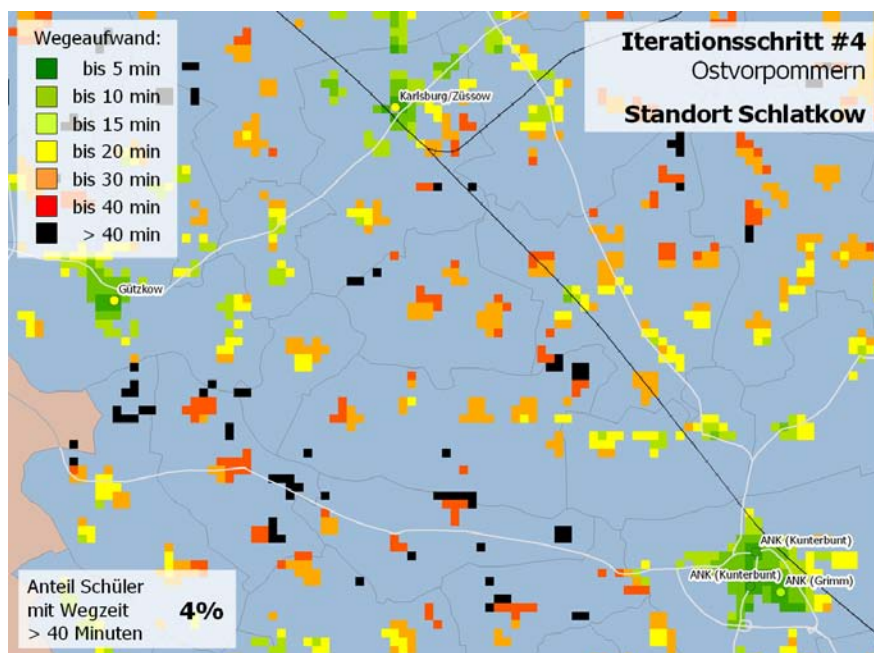 Wegeaufwand:
bis 5 min
bis 10 min
bis 15 min
bis 20 min
bis 30 min
bis 40 min
> 40 min
Iterationsschritt #4
Ostvorpommern
Standort Schlatkow
Karlsburg/Züssow
Gützkow
ANK (Kunterbunt)
ANK (Kunterbunt)
ANK (Grimm)
Anteil Schüler
mit Wegzeit
> 40 Minuten
4%